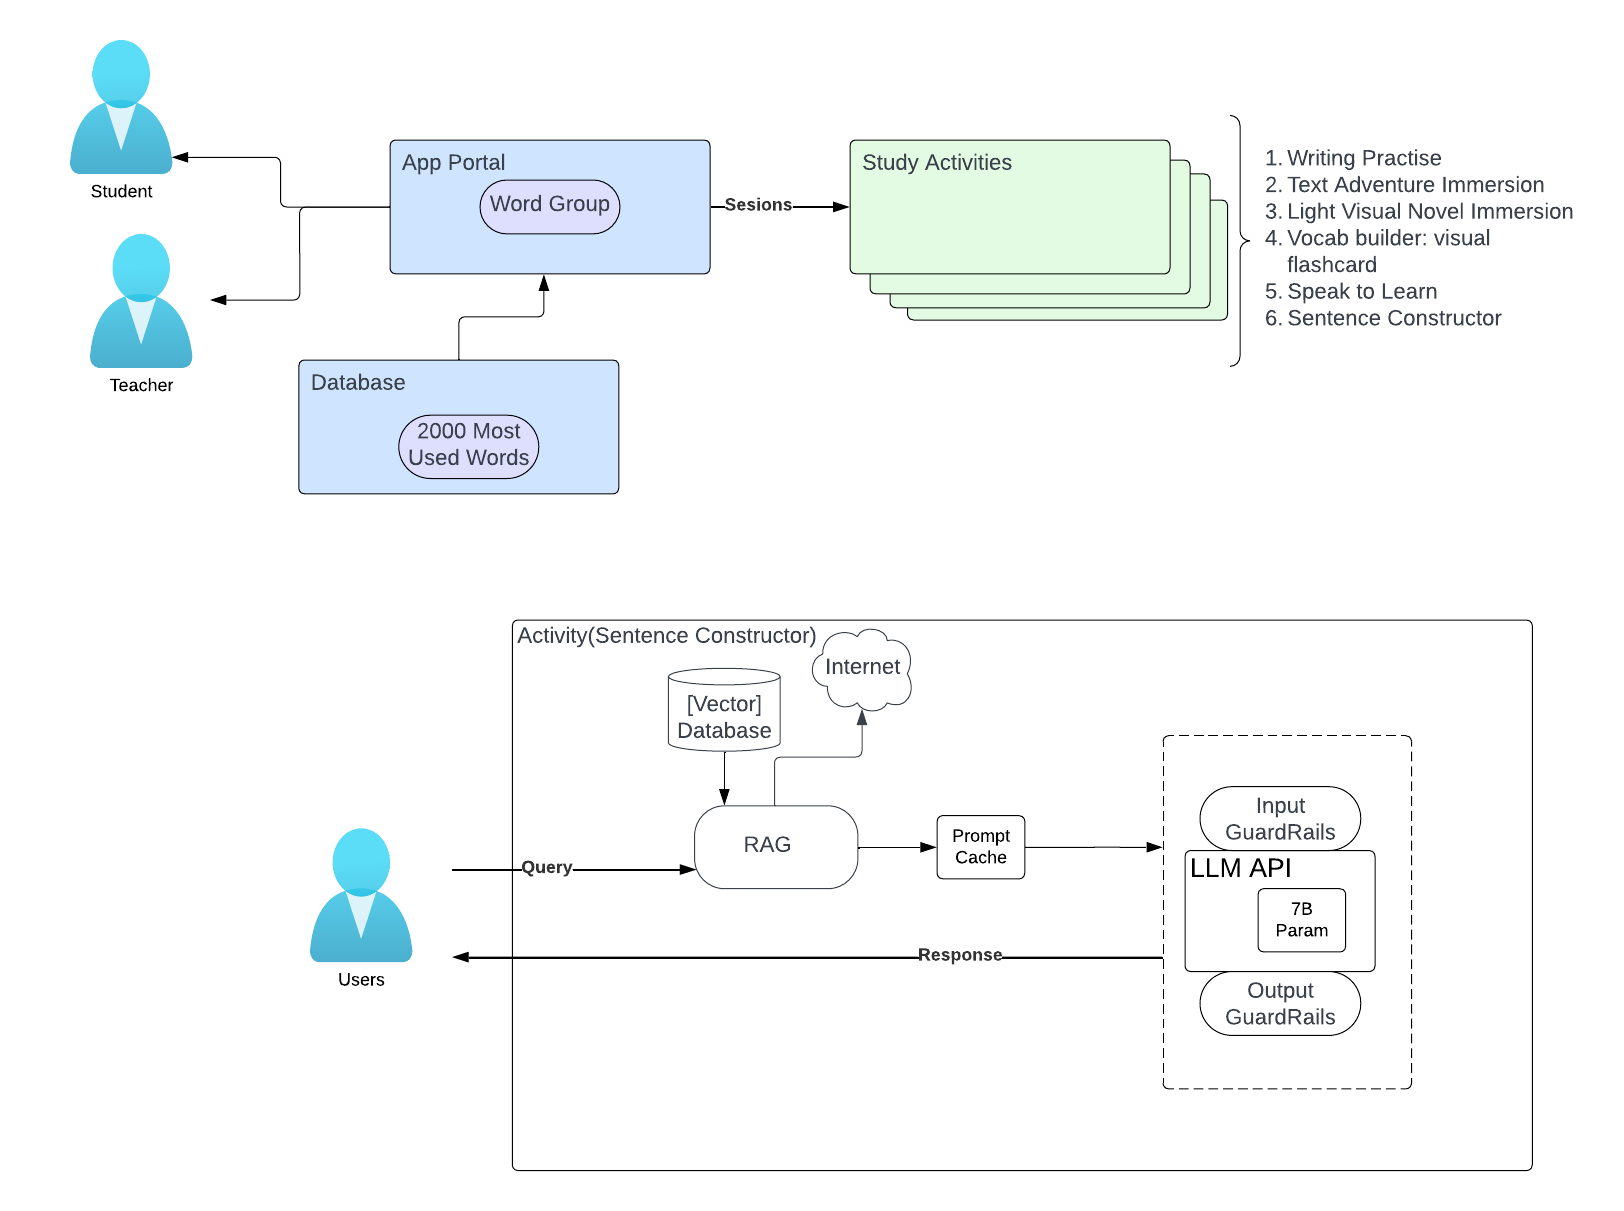 Student
Teacher
App Portal
Word Group
Database
2000 Most
Used Words
Sesions
Study Activities
1. Writing Practise
2. Text Adventure Immersion
3. Light Visual Novel Immersion
4. Vocab builder: visual
flashcard
5. Speak to Learn
6. Sentence Constructor
Activity(Sentence Constructor)
[Vector]
Database
Internet
Users
Query
RAG
Prompt
Cache
Input
GuardRails
LLM API
7B
Param
Output
GuardRails
Response